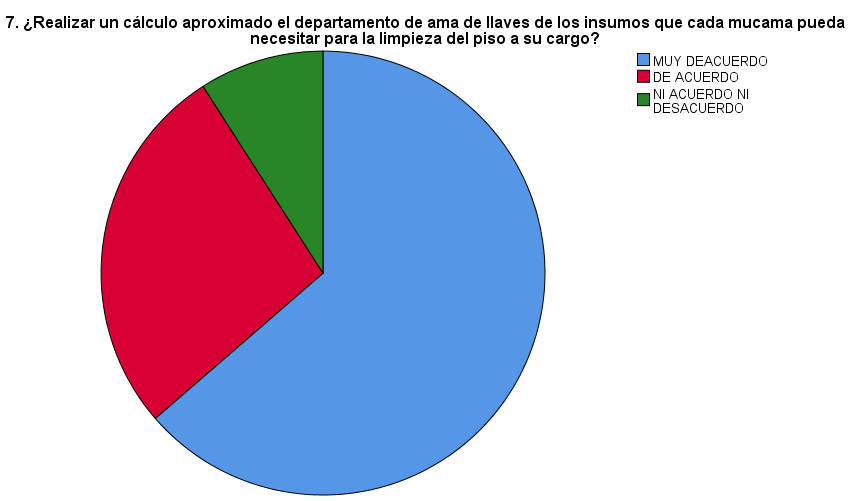 7. ¿Realizar un cálculo aproximado el departamento de ama de llaves de los insumos que cada mucama pueda
necesitar para la limpieza del piso a su cargo?
MUY DEACUERDO
DE ACUERDO
NI ACUERDO NI
DESACUERDO